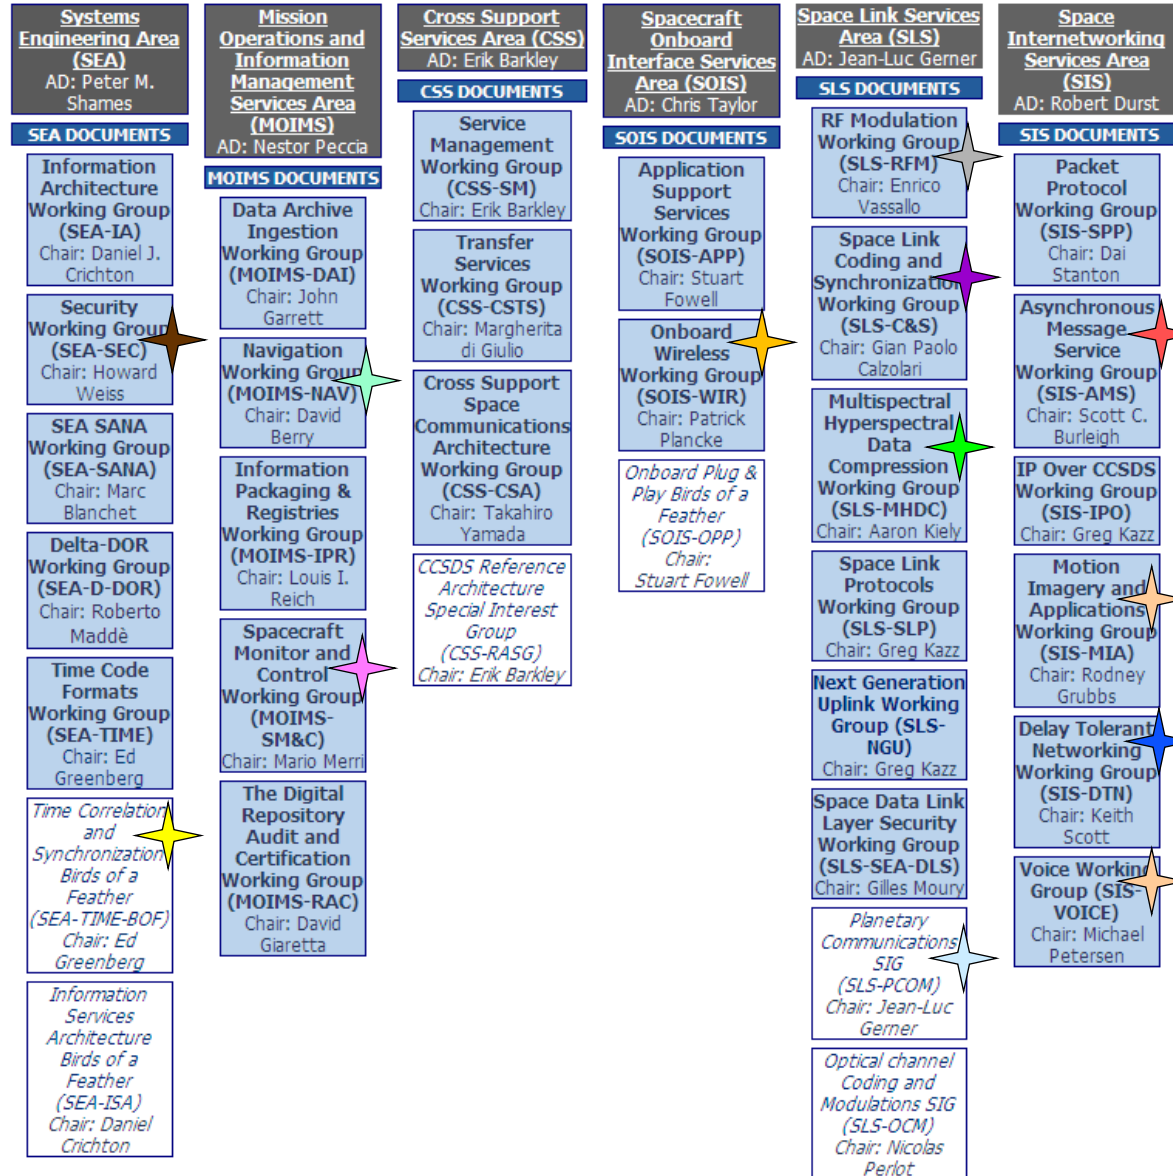 Systems
Engineering Area
(SEA)
AD: Peter M.
Shames
SEA DOCUMENTS
Information
Architecture
Working Group
(SEA-IA)
Chair: Daniel J.
Crichton
Security
Working Group
(SEA-SEC)
Chair: Howard
Weiss
SEA SANA
Working Group
(SEA-SANA)
Chair: Marc
Blanchet
Delta-DOR
Working Group
(SEA-D-DOR)
Chair: Roberto
Maddè
Time Code
Formats
Working Group
(SEA-TIME)
Chair: Ed
Greenberg
Time Correlation
and
Synchronization
Birds of a
Feather
(SEA-TIME-BOF)
Chair: Ed
Greenberg
Information
Services
Architecture
Birds of a
Feather
(SEA-ISA)
Chair: Daniel
Crichton
Mission
Operations and
Information
Management
Services Area
(MOIMS)
AD: Nestor Peccia
MOIMS DOCUMENTS
Data Archive
Ingestion
Working Group
(MOIMS-DAI)
Chair: John
Garrett
Navigation
Working Group
(MOIMS-NAV)
Chair: David
Berry
Information
Packaging &
Registries
Working Group
(MOIMS-IPR)
Chair: Louis I.
Reich
Spacecraft
Monitor and
Control
Working Group
(MOIMS-
SM&C)
Chair: Mario Merri
The Digital
Repository
Audit and
Certification
Working Group
(MOIMS-RAC)
Chair: David
Giaretta
Cross Support
Services Area (CSS)
AD: Erik Barkley
CSS DOCUMENTS
Service
Management
Working Group
(CSS-SM)
Chair: Erik Barkley
Transfer
Services
Working Group
(CSS-CSTS)
Chair: Margherita
di Giulio
Cross Support
Space
Communications
Architecture
Working Group
(CSS-CSA)
Chair: Takahiro
Yamada
CCSDS Reference
Architecture
Special Interest
Group
(CSS-RASG)
Chair: Erik Barkley
Spacecraft
Onboard
Interface Services
Area (SOIS)
AD: Chris Taylor
SOIS DOCUMENTS
Application
Support
Services
Working Group
(SOIS-APP)
Chair: Stuart
Fowell
Onboard
Wireless
Working Group
(SOIS-WIR)
Chair: Patrick
Plancke
Onboard Plug &
Play Birds of a
Feather
(SOIS-OPP)
Chair:
Stuart Fowell
Space Link Services
Area (SLS)
AD: Jean-Luc Gerner
SLS DOCUMENTS
RF Modulation
Working Group
(SLS-RFM)
Chair: Enrico
Vassallo
Space Link
Coding and
Synchronization
Working Group
(SLS-C&S)
Chair: Gian Paolo
Calzolari
Multispectral
Hyperspectral
Data
Compression
Working Group
(SLS-MHDC)
Chair: Aaron Kiely
Space Link
Protocols
Working Group
(SLS-SLP)
Chair: Greg Kazz
Next Generation
Uplink Working
Group (SLS-
NGU)
Chair: Greg Kazz
Space Data Link
Layer Security
Working Group
(SLS-SEA-DLS)
Chair: Gilles Moury
Planetary
Communications
SIG
(SLS-PCOM)
Chair: Jean-Luc
Gerner
Optical channel
Coding and
Modulations SIG
(SLS-OCM)
Chair: Nicolas
Perlot
Space
Internetworking
Services Area
(SIS)
AD: Robert Durst
SIS DOCUMENTS
Packet
Protocol
Working Group
(SIS-SPP)
Chair: Dai
Stanton
Asynchronous
Message
Service
Working Group
(SIS-AMS)
Chair: Scott C.
Burleigh
IP Over CCSDS
Working Group
(SIS-IPO)
Chair: Greg Kazz
Motion
Imagery and
Applications
Working Group
(SIS-MIA)
Chair: Rodney
Grubbs
Delay Tolerant
Networking
Working Group
(SIS-DTN)
Chair: Keith
Scott
Voice Working
Group (SIS-
VOICE)
Chair: Michael
Petersen